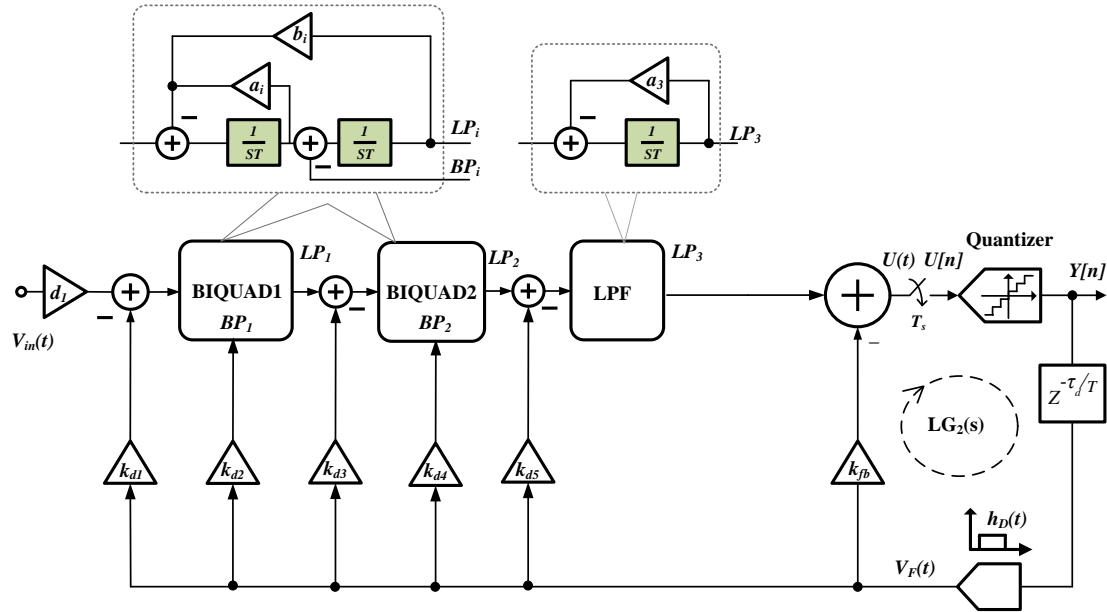 b_i
a_i
a_3
1/ST
1/ST
LP_i
BP_i
1/ST
LP_3
Quantizer
LP_1
LP_2
LP_3
U(t) U[n]
Y[n]
d_1
BIQUAD1
BP_1
BIQUAD2
BP_2
LPF
T_s
V_in(t)
Z^-τ_d/T
LG_2(s)
k_d1
k_d2
k_d3
k_d4
k_d5
k_fb
h_D(t)
V_F(t)